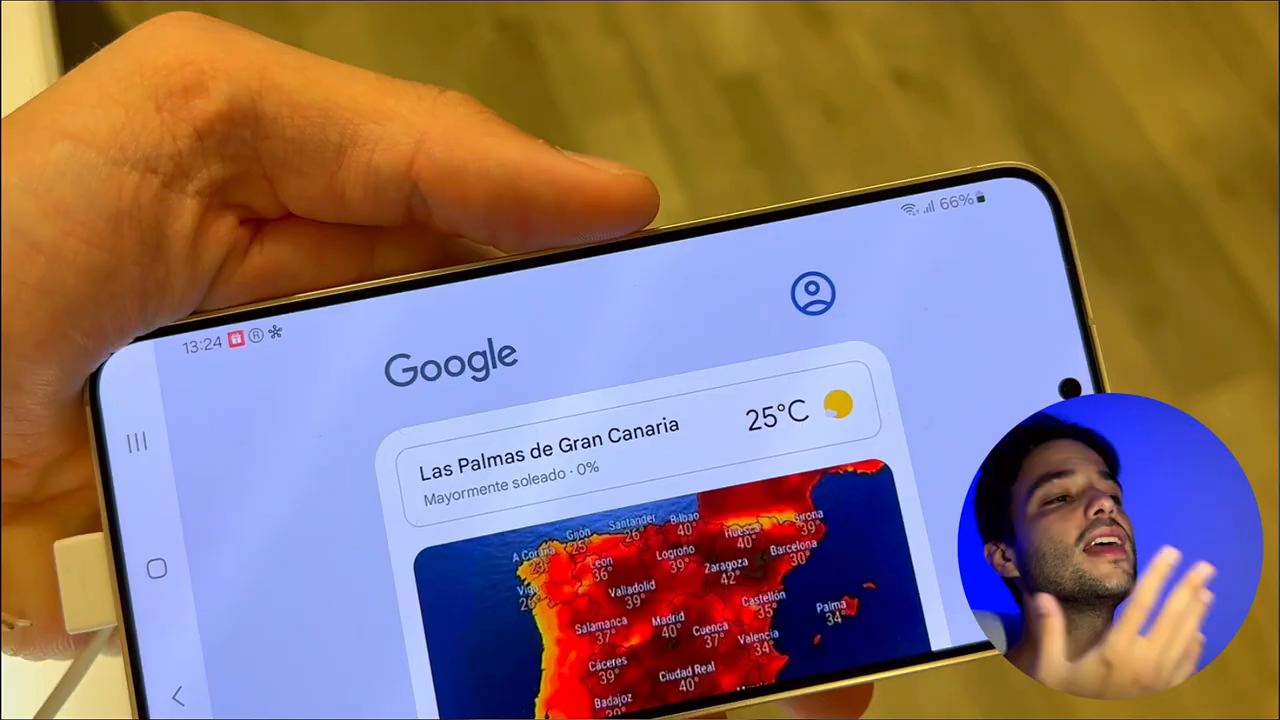 13:24
66%
Google
Las Palmas de Gran Canaria
Mayormente soleado · 0%
25°C
A Coruña
Gijón
25°
Santander
26°
Bilbao
40°
Huesca
40°
Girona
39°
Vigo
26°
León
36°
Logroño
39°
Zaragoza
42°
Barcelona
30°
Valladolid
39°
Salamanca
37°
Madrid
40°
Cuenca
37°
Castellón
35°
Valencia
34°
Palma
34°
Cáceres
39°
Ciudad Real
40°
Badajoz